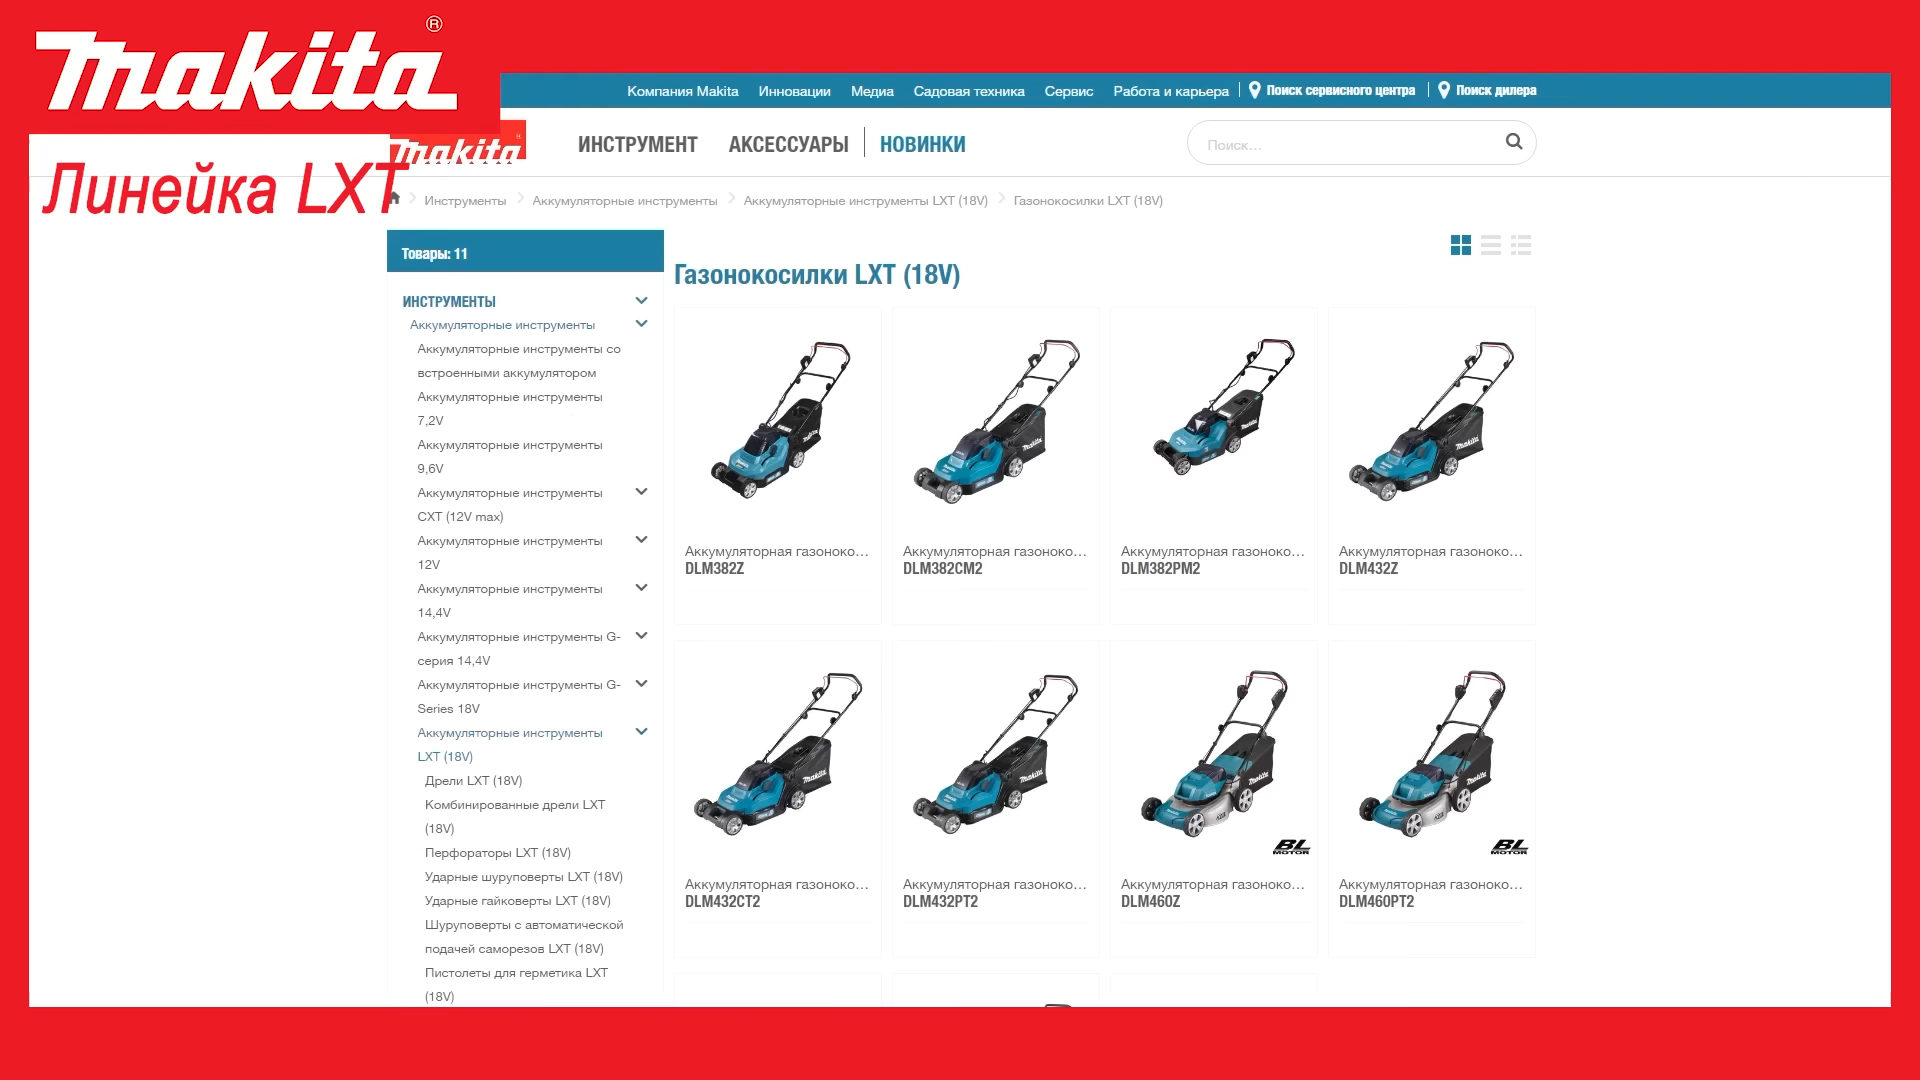 Makita®
Линейка LXT
Компания Makita Инновации Медиа Садовая техника Сервис Работа и карьера Поиск сервисного центра Поиск дилера
Makita
ИНСТРУМЕНТ АКСЕССУАРЫ НОВИНКИ
Поиск...
Инструменты Аккумуляторные инструменты Аккумуляторные инструменты LXT (18V) Газонокосилки LXT (18V)
Товары: 11
ИНСТРУМЕНТЫ
Аккумуляторные инструменты
Аккумуляторные инструменты со
встроенными аккумулятором
Аккумуляторные инструменты
7,2V
Аккумуляторные инструменты
9,6V
Аккумуляторные инструменты
CXT (12V max)
Аккумуляторные инструменты
12V
Аккумуляторные инструменты
14,4V
Аккумуляторные инструменты G-
серия 14,4V
Аккумуляторные инструменты G-
Series 18V
Аккумуляторные инструменты
LXT (18V)
Дрели LXT (18V)
Комбинированные дрели LXT
(18V)
Перфораторы LXT (18V)
Ударные шуруповерты LXT (18V)
Ударные гайковерты LXT (18V)
Шуруповерты с автоматической
подачей саморезов LXT (18V)
Пистолеты для герметика LXT
(18V)
Газонокосилки LXT (18V)
Аккумуляторная газоноко...
DLM382Z
Аккумуляторная газоноко...
DLM382CM2
Аккумуляторная газоноко...
DLM382PM2
Аккумуляторная газоноко...
DLM432Z
Аккумуляторная газоноко...
DLM432CT2
Аккумуляторная газоноко...
DLM432PT2
BL
MOTOR
Аккумуляторная газоноко...
DLM460Z
BL
MOTOR
Аккумуляторная газоноко...
DLM460PT2